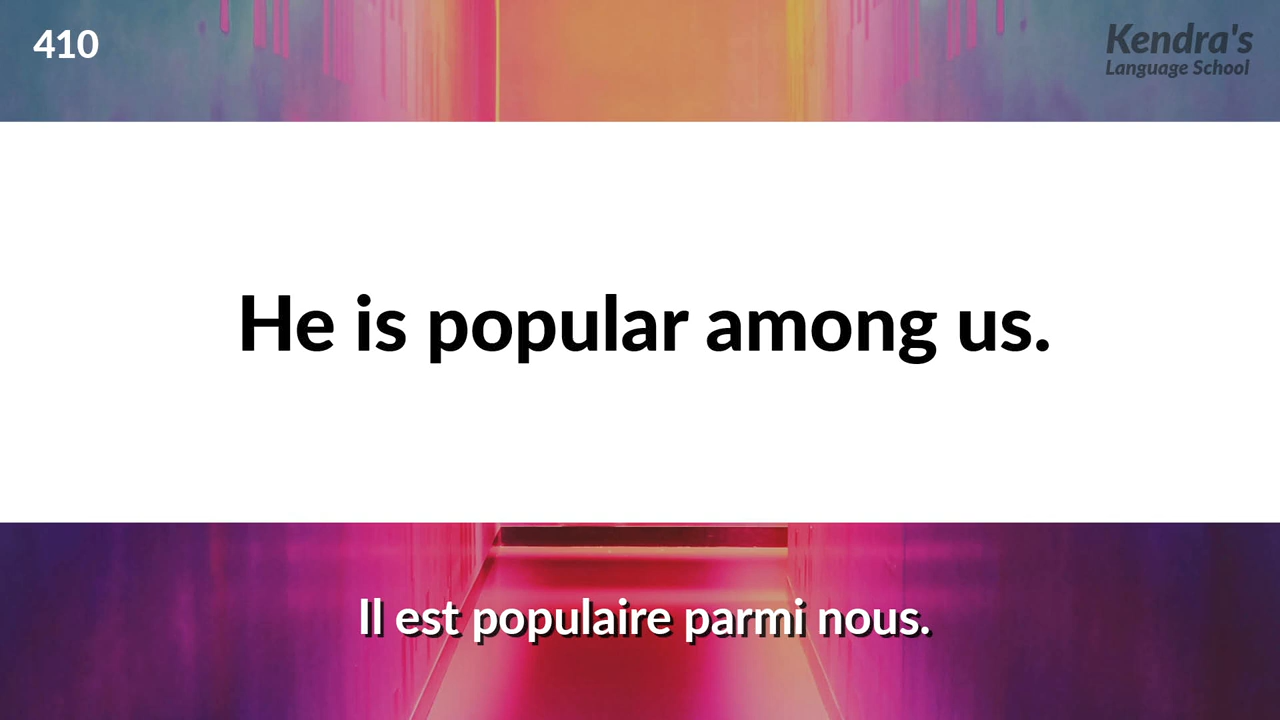 410
Kendra's
Language School
He is popular among us.
Il est populaire parmi nous.